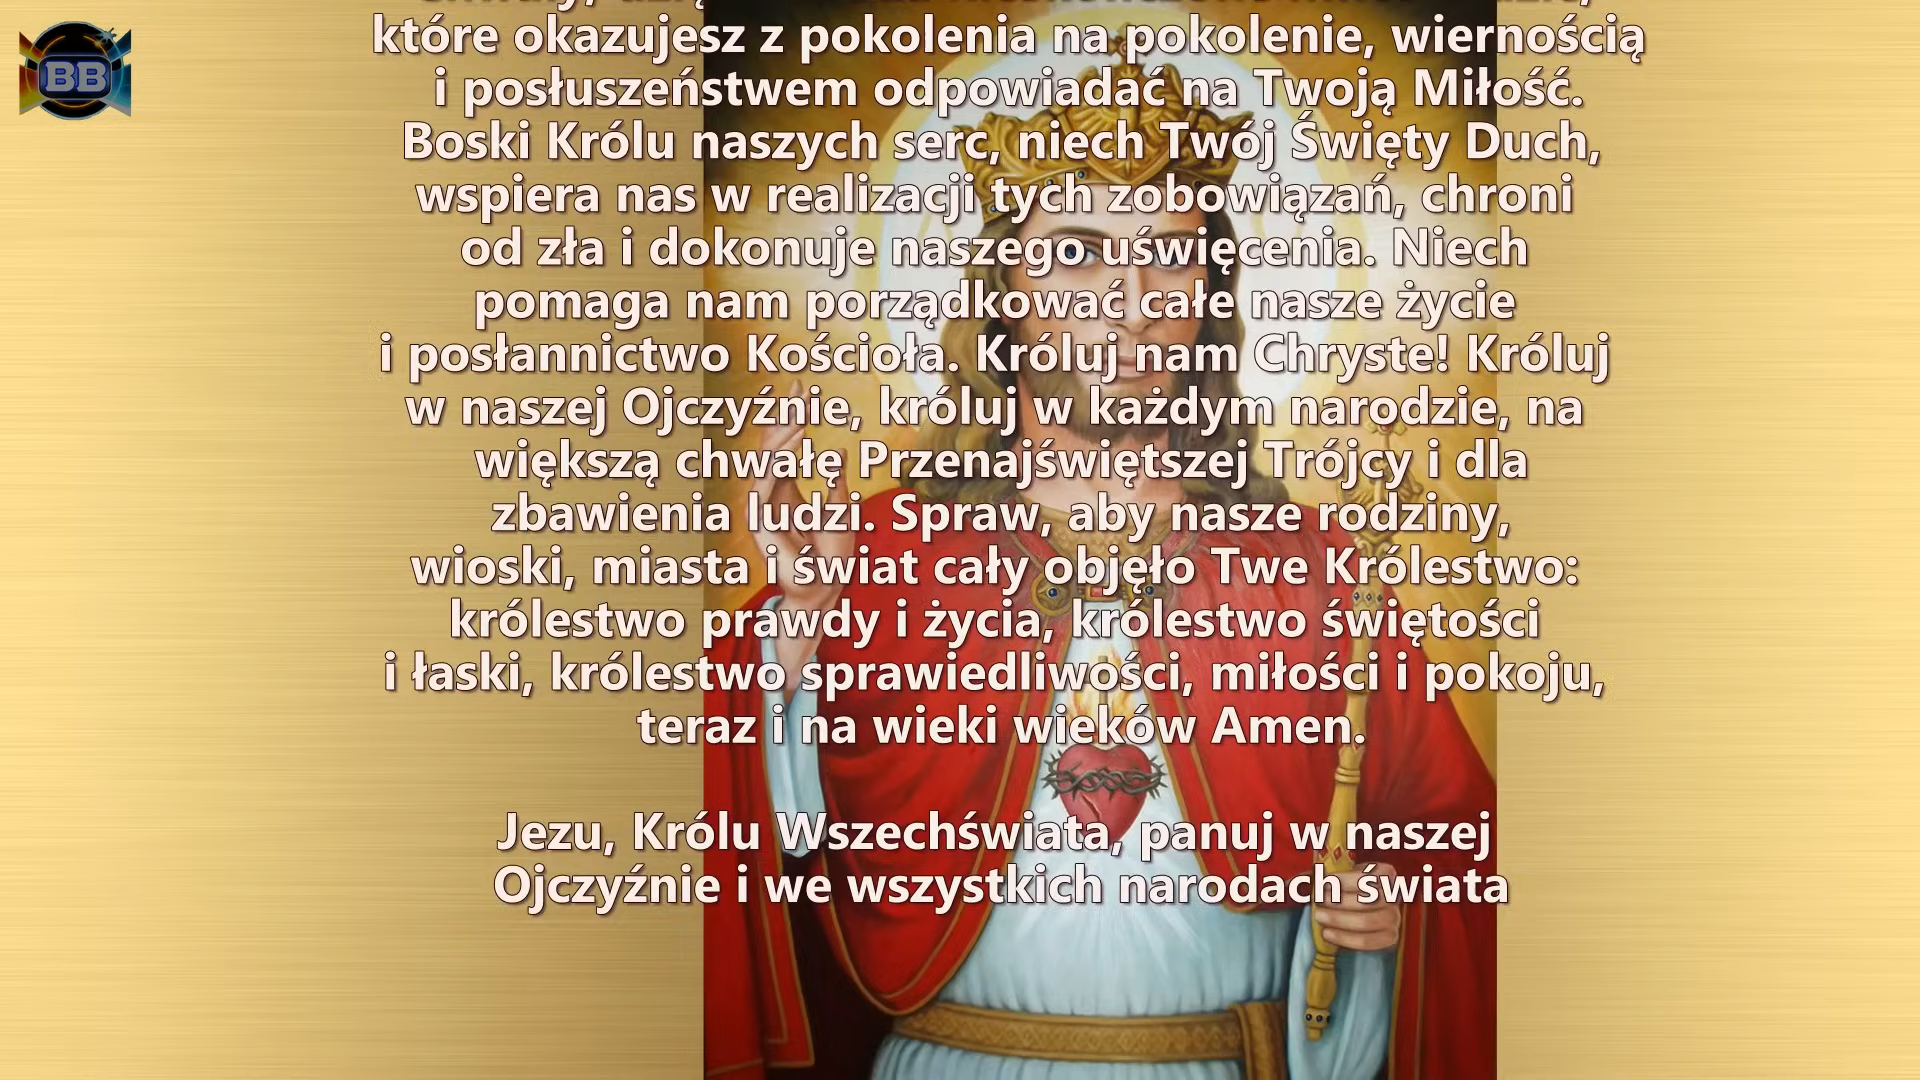 BB
które okazujesz z pokolenia na pokolenie, wiernością
i posłuszeństwem odpowiadać na Twoją Miłość.
Boski Królu naszych serc, niech Twój Święty Duch,
wspiera nas w realizacji tych zobowiązań, chroni
od zła i dokonuje naszego uświęcenia. Niech
pomaga nam porządkować całe nasze życie
i posłannictwo Kościoła. Króluj nam Chryste! Króluj
w naszej Ojczyźnie, króluj w każdym narodzie, na
większą chwałę Przenajświętszej Trójcy i dla
zbawienia ludzi. Spraw, aby nasze rodziny,
wioski, miasta i świat cały objęło Twe Królestwo:
królestwo prawdy i życia, królestwo świętości
i łaski, królestwo sprawiedliwości, miłości i pokoju,
teraz i na wieki wieków Amen.
Jezu, Królu Wszechświata, panuj w naszej
Ojczyźnie i we wszystkich narodach świata